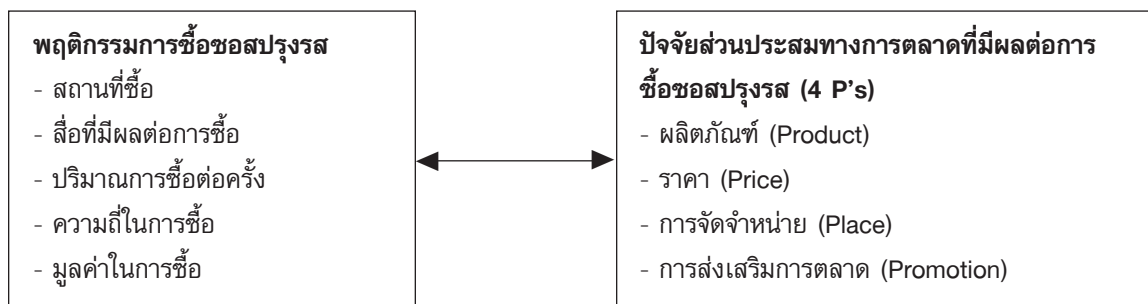 พฤติกรรมการซื้อซอสปรุงรส
- สถานที่ซื้อ
- สื่อที่มีผลต่อการซื้อ
- ปริมาณการซื้อต่อครั้ง
- ความถี่ในการซื้อ
- มูลค่าในการซื้อ
ปัจจัยส่วนประสมทางการตลาดที่มีผลต่อการ
ซื้อซอสปรุงรส (4 P's)
- ผลิตภัณฑ์ (Product)
- ราคา (Price)
- การจัดจำหน่าย (Place)
- การส่งเสริมการตลาด (Promotion)